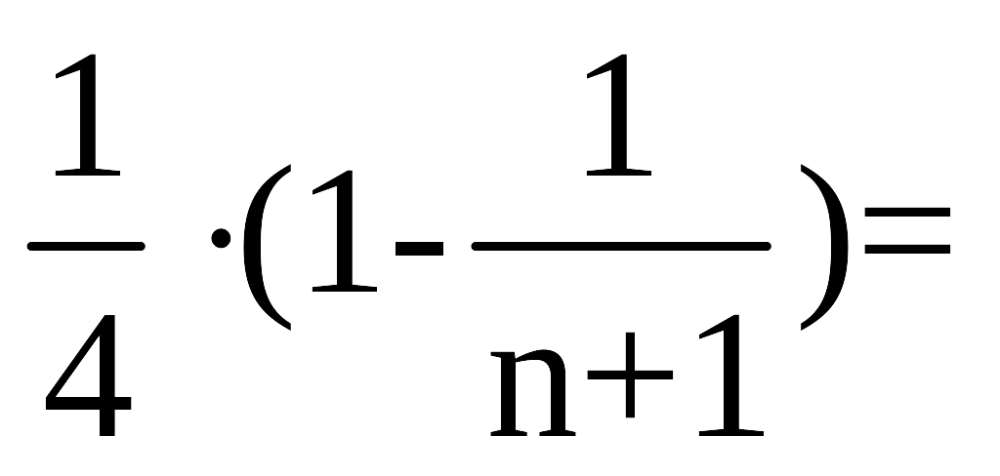 1/4 ·(1-1/(n+1))=